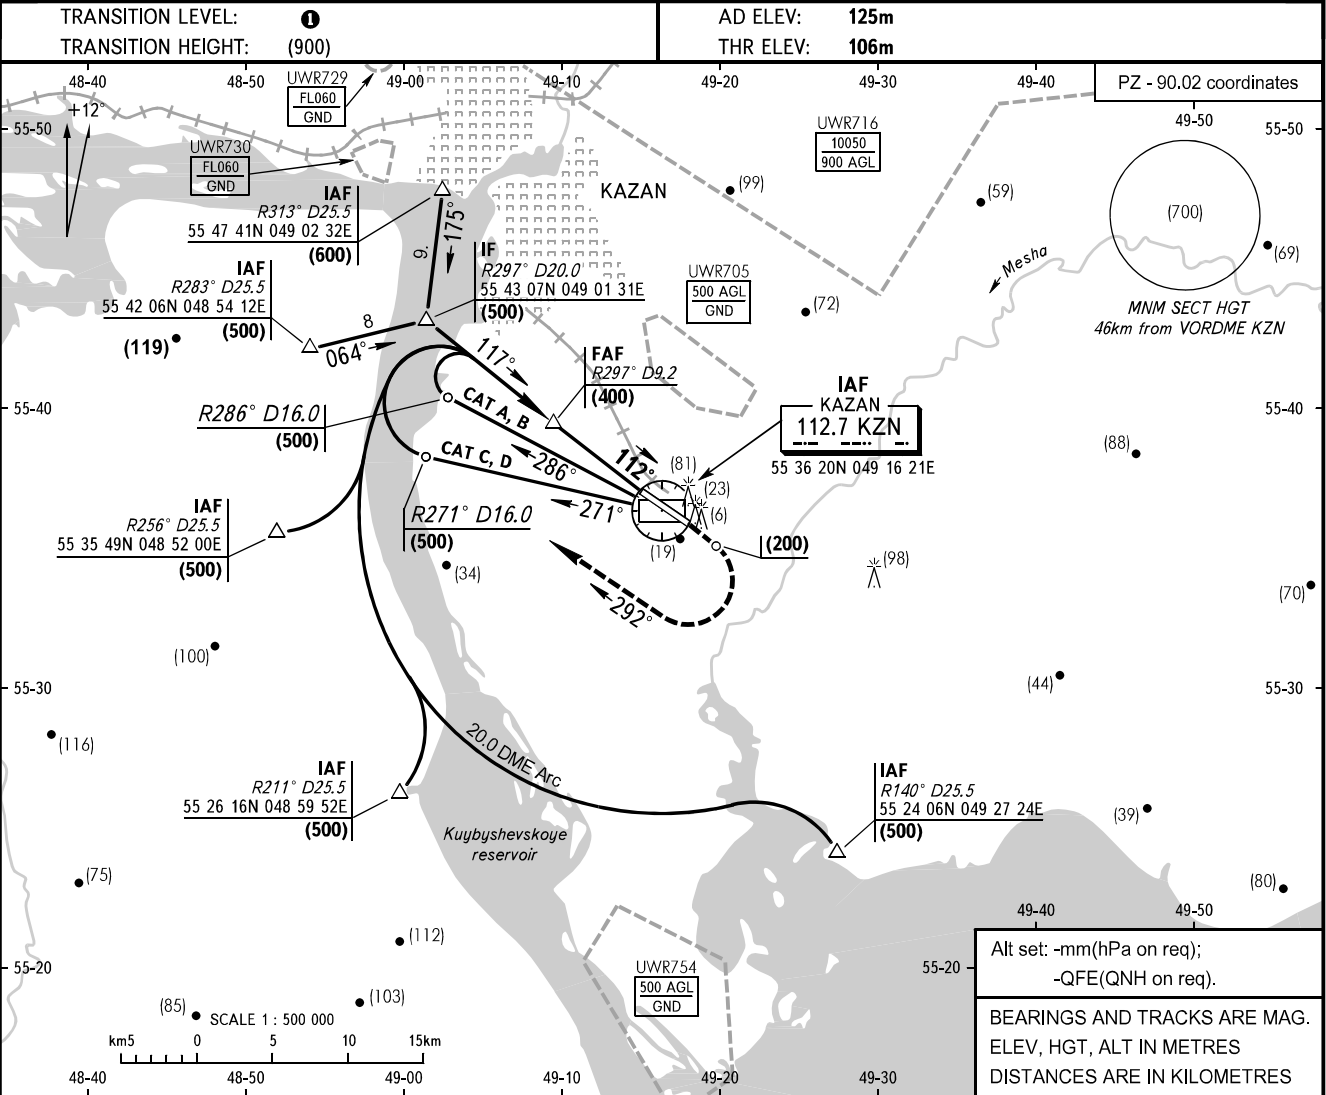 TRANSITION LEVEL: ❶
TRANSITION HEIGHT: (900)
AD ELEV: 125m
THR ELEV: 106m
48-40 48-50 49-00 49-10 49-20 49-30 49-40
PZ - 90.02 coordinates
49-50
UWR729
FL060
GND
+12°
55-50
55-50
UWR730
FL060
GND
UWR716
10050
900 AGL
KAZAN
(99)
(59)
(700)
(69)
Mesha
MNM SECT HGT
46km from VORDME KZN
IAF
R313° D25.5
55 47 41N 049 02 32E
(600)
175°
9.
IF
R297° D20.0
55 43 07N 049 01 31E
(500)
UWR705
500 AGL
GND
(72)
IAF
R283° D25.5
55 42 06N 048 54 12E
(500)
(119)
8
064°
117°
FAF
R297° D9.2
(400)
55-40
55-40
R286° D16.0
(500)
CAT A, B
286°
CAT C, D
271°
112°
IAF
KAZAN
112.7 KZN
55 36 20N 049 16 21E
(88)
(81)
(23)
(6)
(19)
(200)
(98)
(70)
R271° D16.0
(500)
IAF
R256° D25.5
55 35 49N 048 52 00E
(500)
(34)
292°
(100)
(44)
55-30
55-30
(116)
20.0 DME Arc
IAF
R211° D25.5
55 26 16N 048 59 52E
(500)
IAF
R140° D25.5
55 24 06N 049 27 24E
(500)
(39)
Kuybyshevskoye
reservoir
(75)
(80)
49-40 49-50
(112)
55-20
55-20
UWR754
500 AGL
GND
(103)
(85)
SCALE 1 : 500 000
km5 0 5 10 15km
48-40 48-50 49-00 49-10 49-20 49-30
Alt set: -mm(hPa on req);
-QFE(QNH on req).
BEARINGS AND TRACKS ARE MAG.
ELEV, HGT, ALT IN METRES
DISTANCES ARE IN KILOMETRES